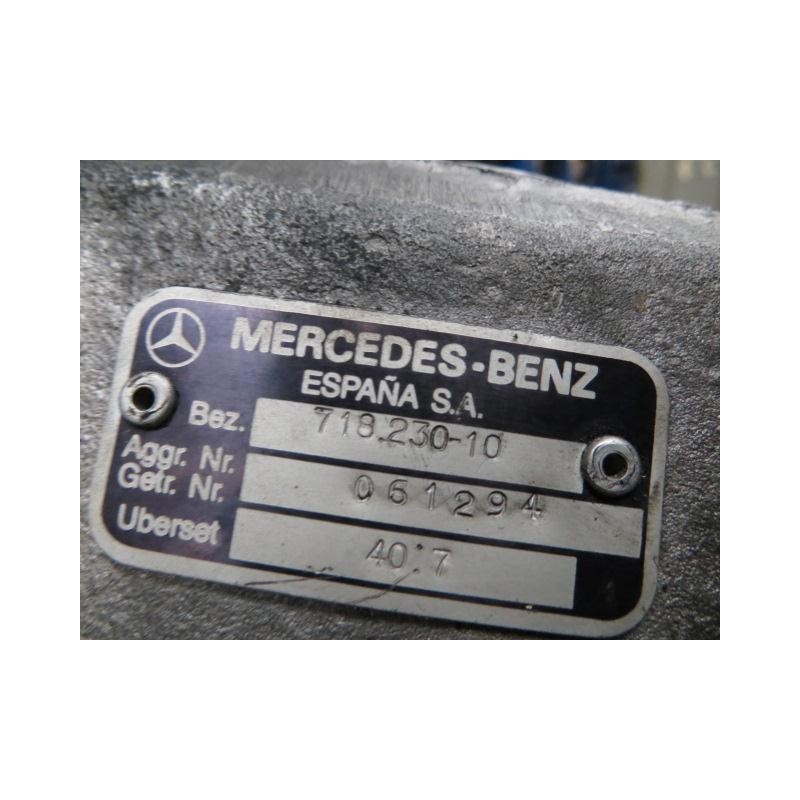 MERCEDES-BENZ
ESPAÑA S.A.
Bez. 718.230-10
Aggr. Nr.
Getr. Nr. 061294
Uberset 40:7